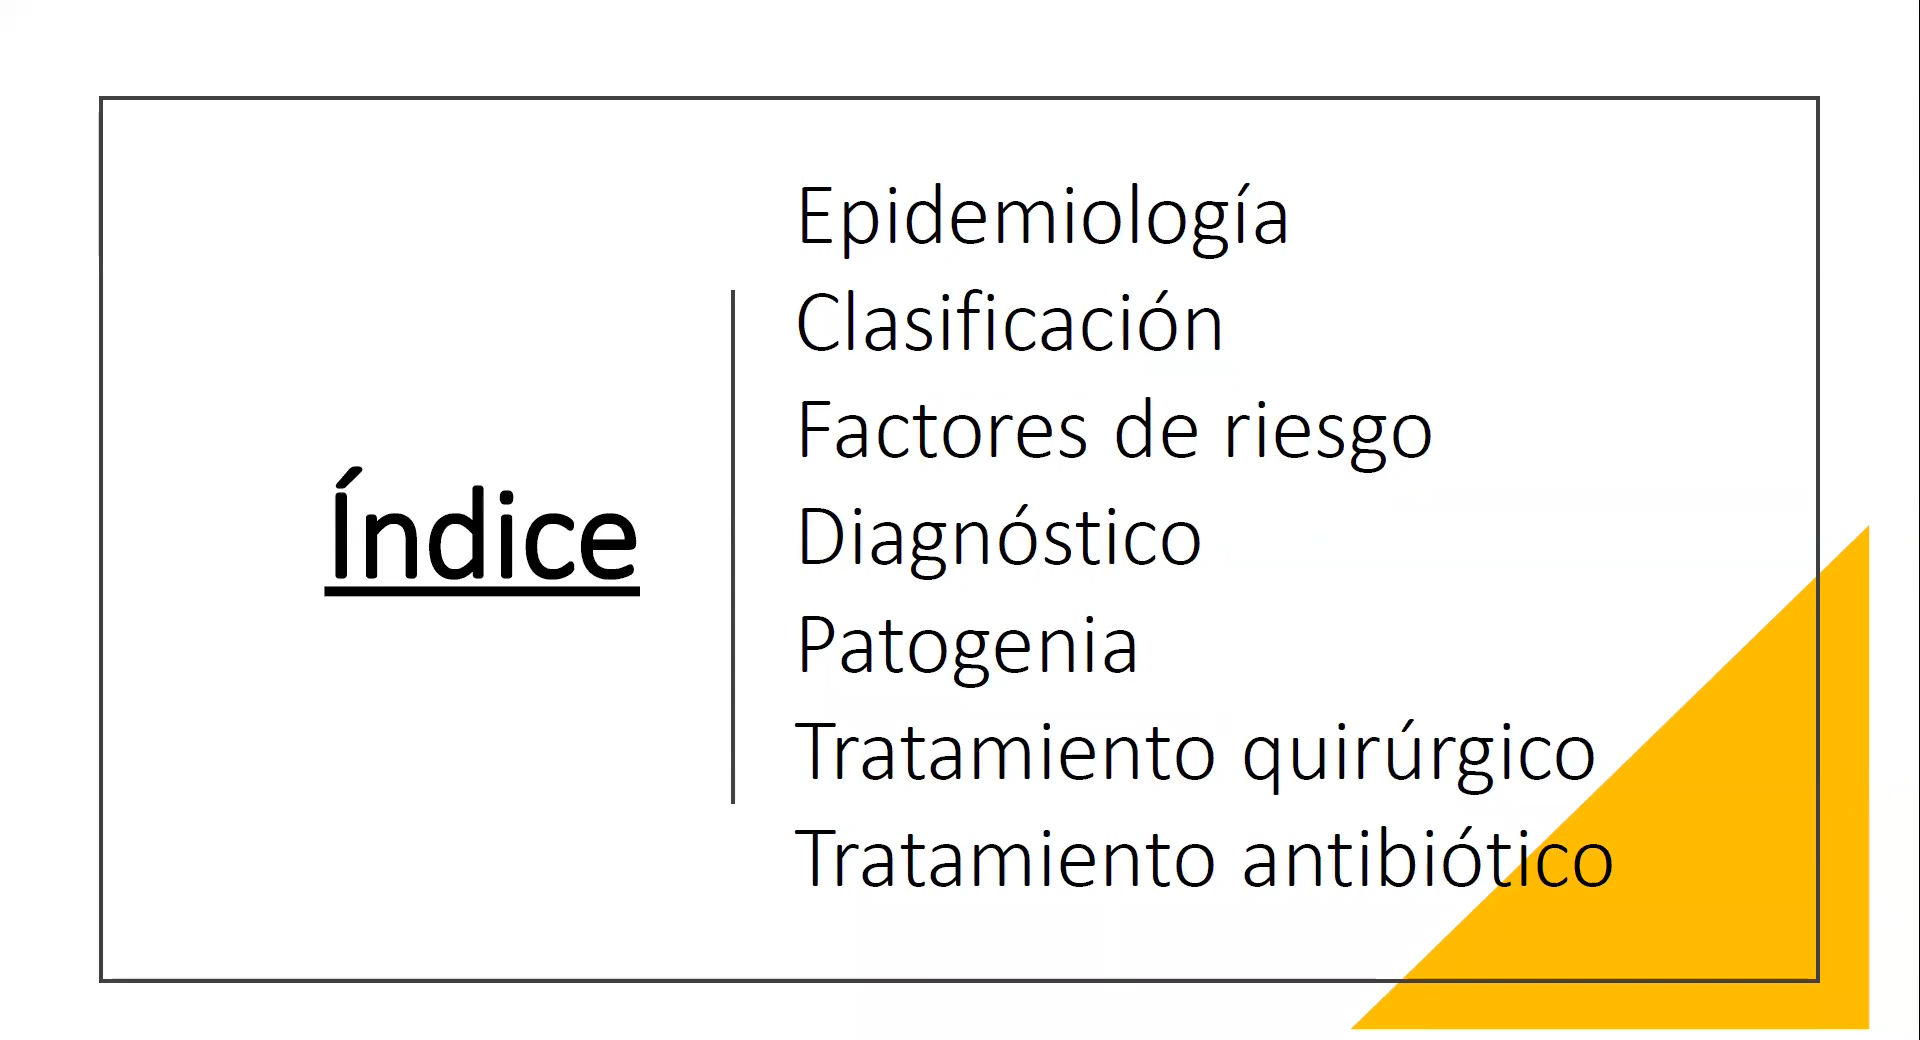 Índice
Epidemiología
Clasificación
Factores de riesgo
Diagnóstico
Patogenia
Tratamiento quirúrgico
Tratamiento antibiótico